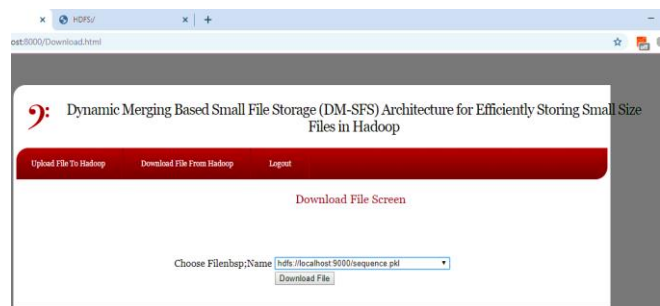 HDFS:/
ost:8000/Download.html
Dynamic Merging Based Small File Storage (DM-SFS) Architecture for Efficiently Storing Small Size
Files in Hadoop
Upload File To Hadoop Download File From Hadoop Logout
Download File Screen
Choose Filenbsp;Name hdfs://localhost:9000/sequence.pkl
Download File